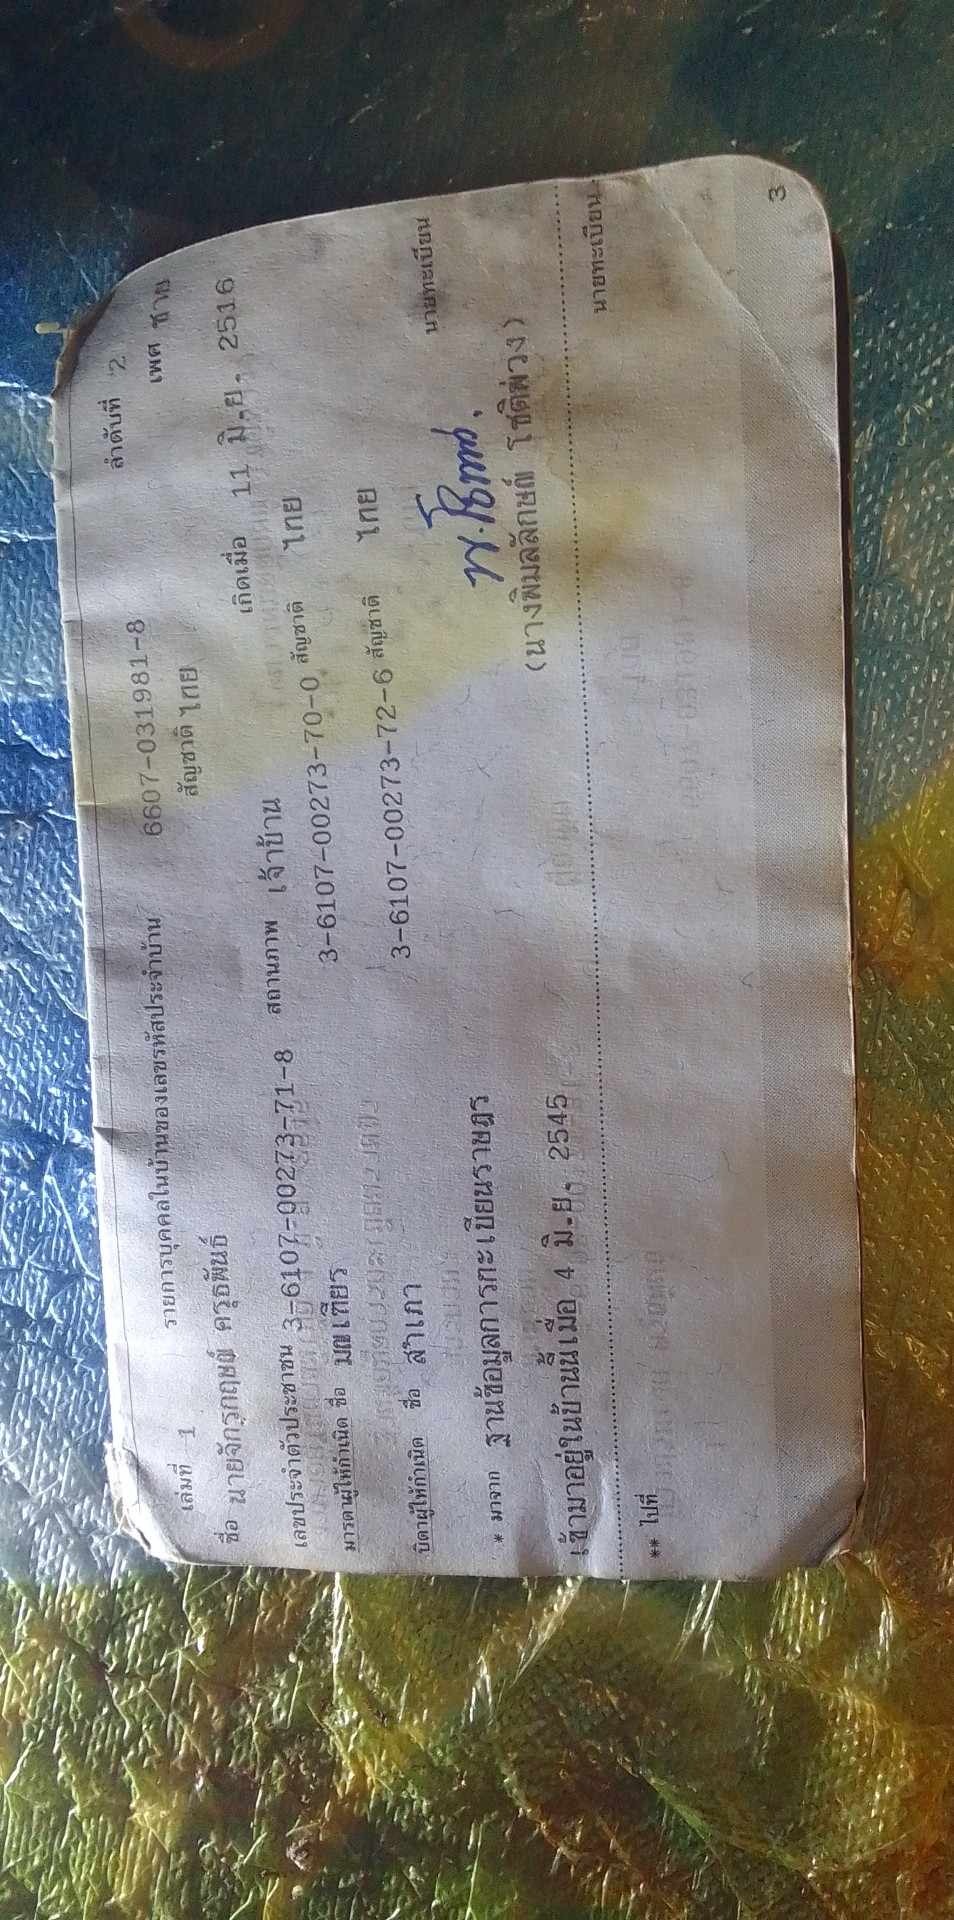 เล่มที่ 1 รายการบุคคลในบ้านของเลขรหัสประจำบ้าน 6607-031981-8 ลำดับที่ 2
ชื่อ นายจักรกฤษณ์ ครุธพันธ์ สัญชาติ ไทย เพศ ชาย
เลขประจำตัวประชาชน 3-6107-00273-71-8 สถานภาพ เจ้าบ้าน เกิดเมื่อ 11 มิ.ย. 2516
มารดาผู้ให้กำเนิด ชื่อ มณเฑียร 3-6107-00273-70-0 สัญชาติ ไทย
บิดาผู้ให้กำเนิด ชื่อ สำเภา 3-6107-00273-72-6 สัญชาติ ไทย
* มาจาก ฐานข้อมูลการทะเบียนราษฎร นายทะเบียน
เข้ามาอยู่ในบ้านนี้เมื่อ 4 มิ.ย. 2545 (นางพิมลลักษณ์ โชติพ่วง)
** ไปที่ นายทะเบียน
3